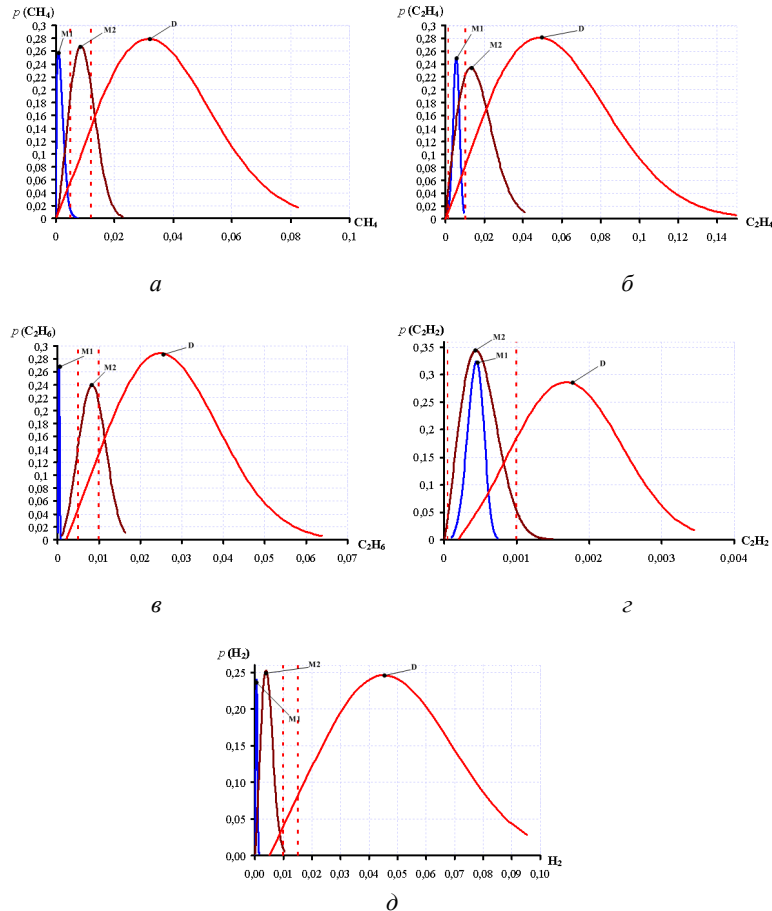 p (CH4)
0,3
0,28
0,26
0,24
0,22
0,2
0,18
0,16
0,14
0,12
0,1
0,08
0,06
0,04
0,02
0
M1
M2
D
0 0,02 0,04 0,06 0,08 0,1
CH4
а
p (C2H4)
0,3
0,28
0,26
0,24
0,22
0,2
0,18
0,16
0,14
0,12
0,1
0,08
0,06
0,04
0,02
0
M1
M2
D
0 0,02 0,04 0,06 0,08 0,1 0,12 0,14
C2H4
б
p (C2H6)
0,3
0,28
0,26
0,24
0,22
0,2
0,18
0,16
0,14
0,12
0,1
0,08
0,06
0,04
0,02
0
M1
M2
D
0 0,01 0,02 0,03 0,04 0,05 0,06 0,07
C2H6
в
p (C2H2)
0,35
0,3
0,25
0,2
0,15
0,1
0,05
0
M2
M1
D
0 0,001 0,002 0,003 0,004
C2H2
г
p (H2)
0,25
0,20
0,15
0,10
0,05
0,00
M2
M1
D
0,00 0,01 0,02 0,03 0,04 0,05 0,06 0,07 0,08 0,09 0,10
H2
д